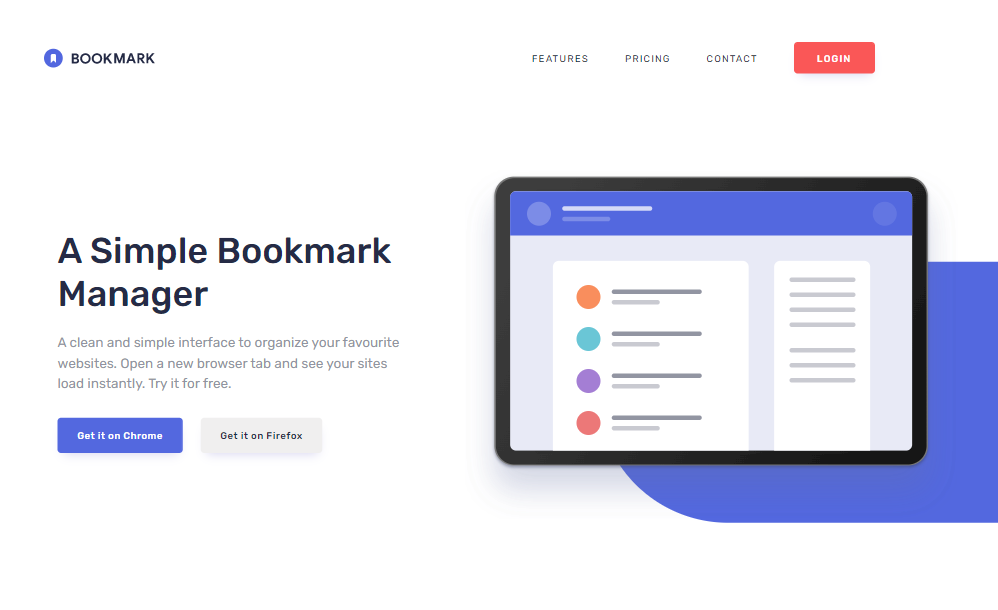 BOOKMARK
FEATURES PRICING CONTACT LOGIN
A Simple Bookmark
Manager
A clean and simple interface to organize your favourite
websites. Open a new browser tab and see your sites
load instantly. Try it for free.
Get it on Chrome Get it on Firefox